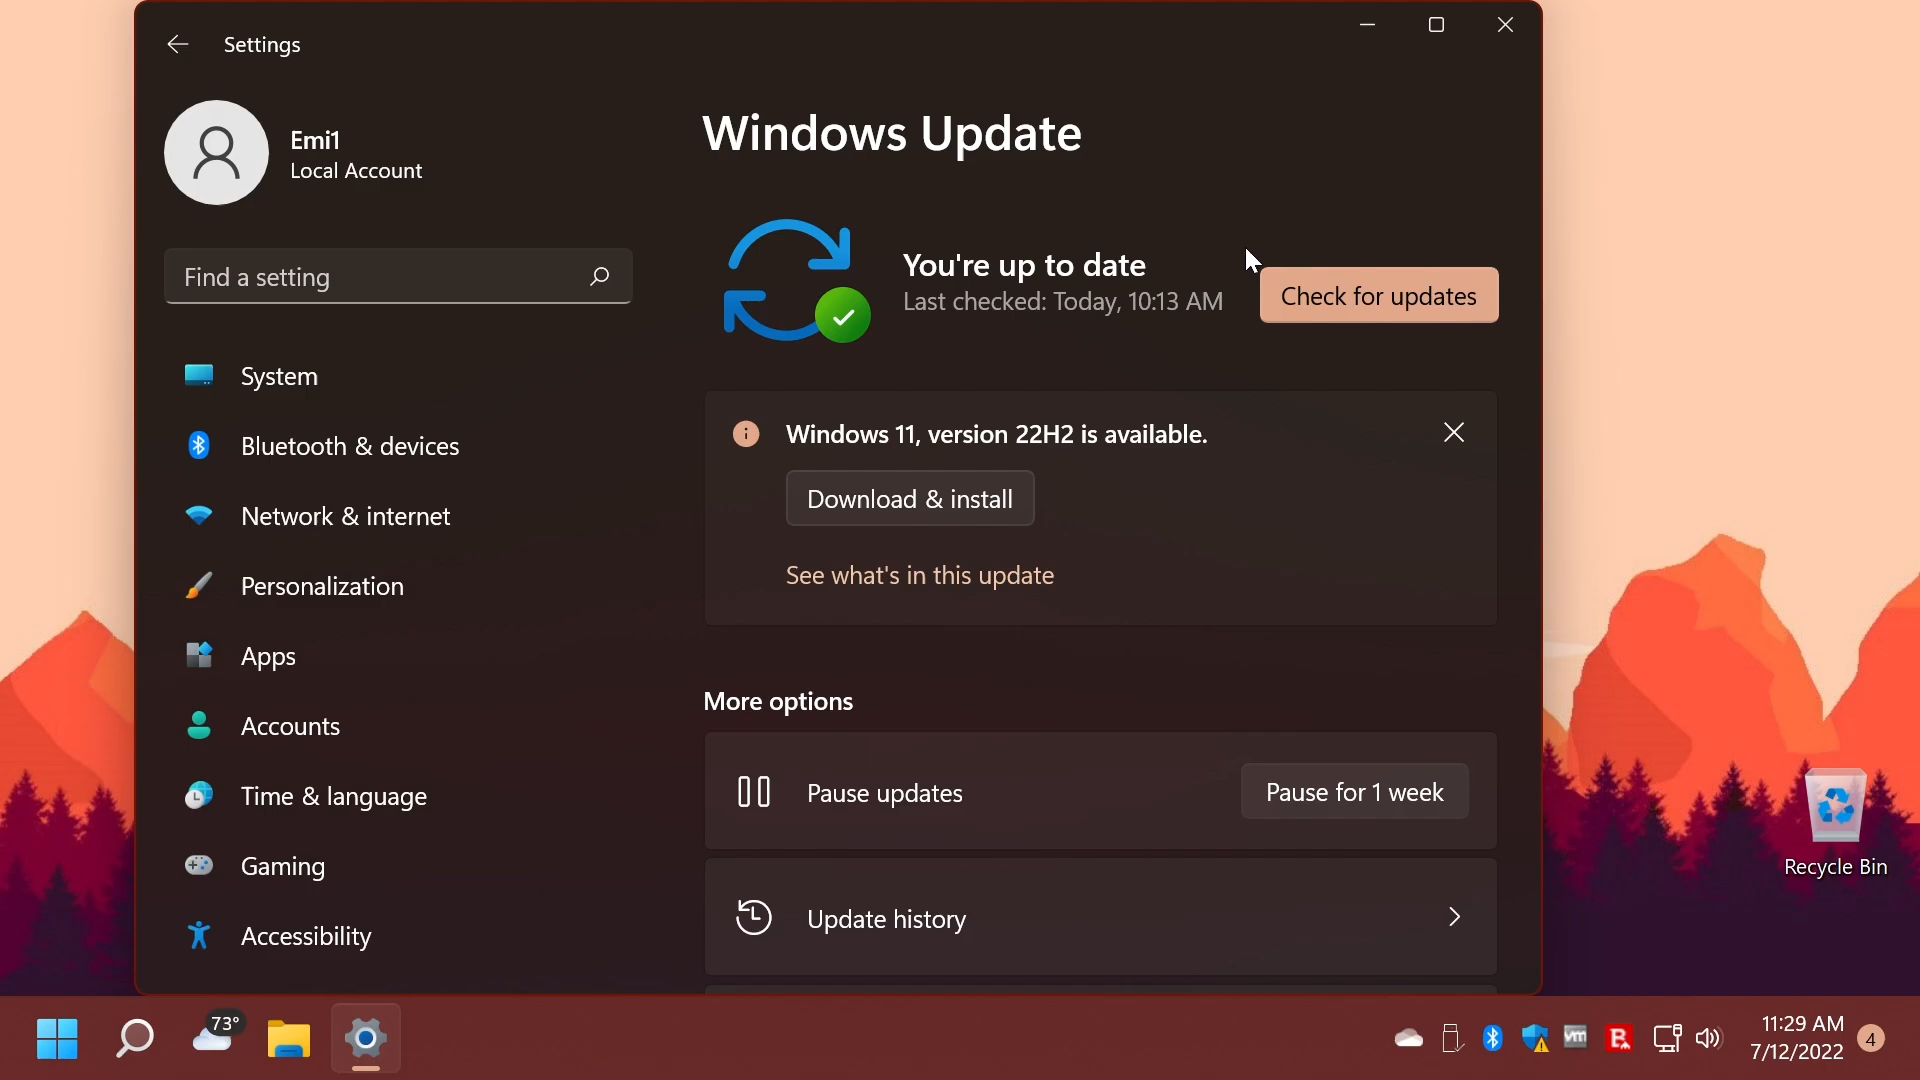 Settings
Emi1
Local Account
Find a setting
System
Bluetooth & devices
Network & internet
Personalization
Apps
Accounts
Time & language
Gaming
Accessibility
Windows Update
You're up to date
Last checked: Today, 10:13 AM
Check for updates
Windows 11, version 22H2 is available.
Download & install
See what's in this update
More options
Pause updates
Pause for 1 week
Update history
Recycle Bin
73°
vm
B
11:29 AM
7/12/2022
4